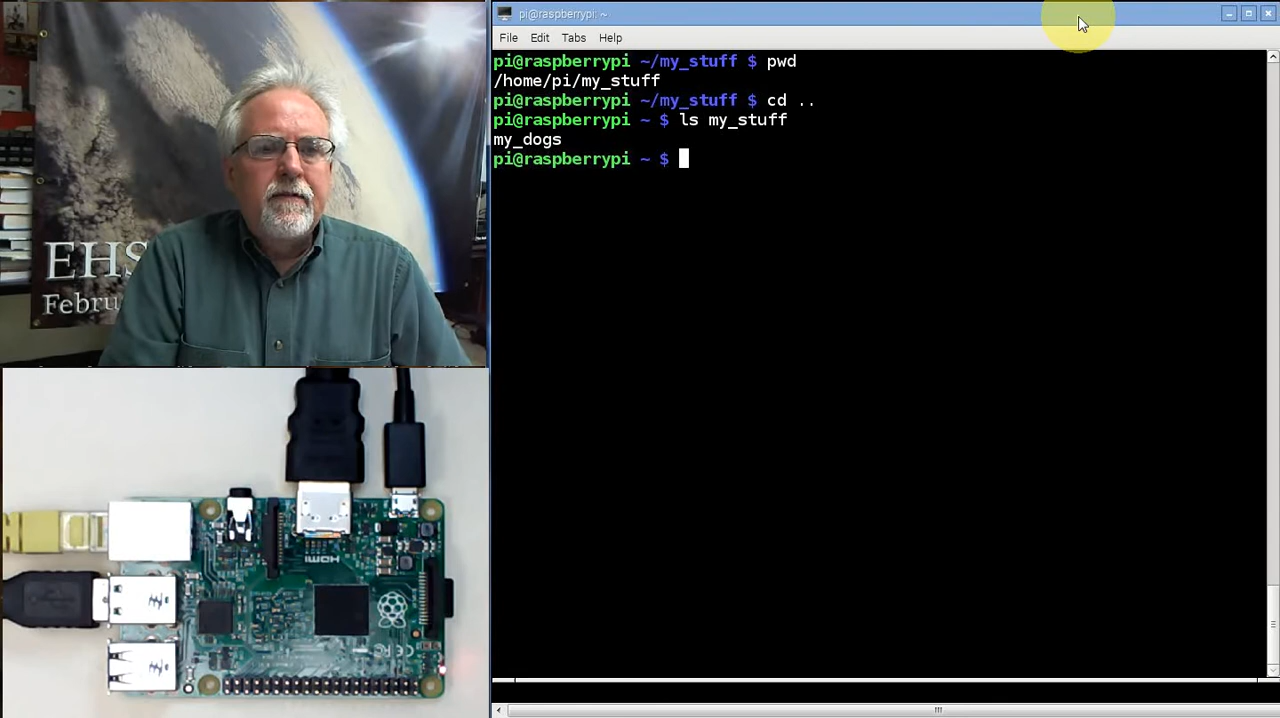 EHS
Febru
pi@raspberrypi: ~
File Edit Tabs Help
pi@raspberrypi ~/my_stuff $ pwd
/home/pi/my_stuff
pi@raspberrypi ~/my_stuff $ cd ..
pi@raspberrypi ~ $ ls my_stuff
my_dogs
pi@raspberrypi ~ $
HDMI